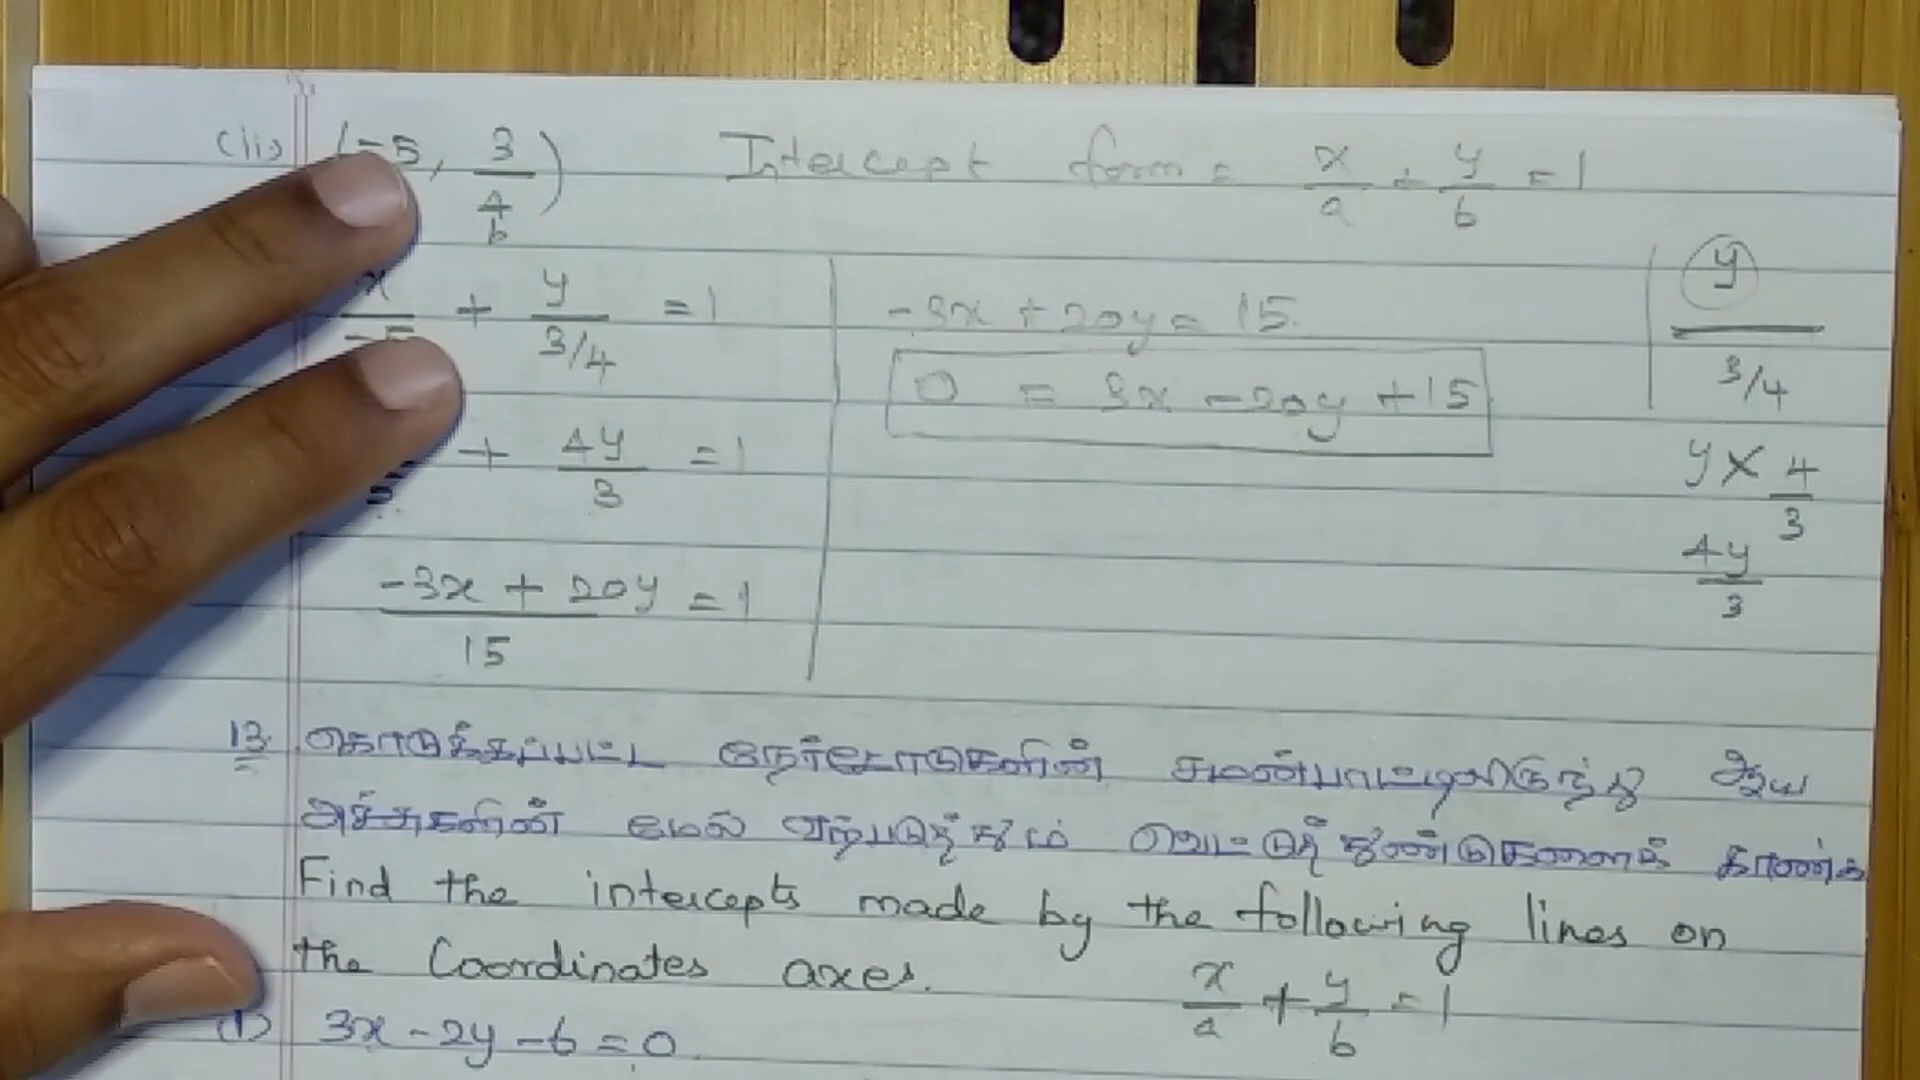 (ii) (-5, 3/4) Intercept form = x/a + y/b = 1
b
x/-5 + y/(3/4) = 1
-3x + 20y = 15
y/(3/4)
0 = 3x - 20y + 15
+ 4y/3 = 1
y × 4/3
4y/3
(-3x + 20y)/15 = 1
13. கொடுக்கப்பட்ட நேர்கோடுகளின் சமன்பாட்டிலிருந்து ஆய
அச்சுகளின் மேல் ஏற்படுத்தும் வெட்டுத்துண்டுகளைக் காண்க
Find the intercepts made by the following lines on
the Coordinates axes. x/a + y/b = 1
(i) 3x - 2y - 6 = 0.